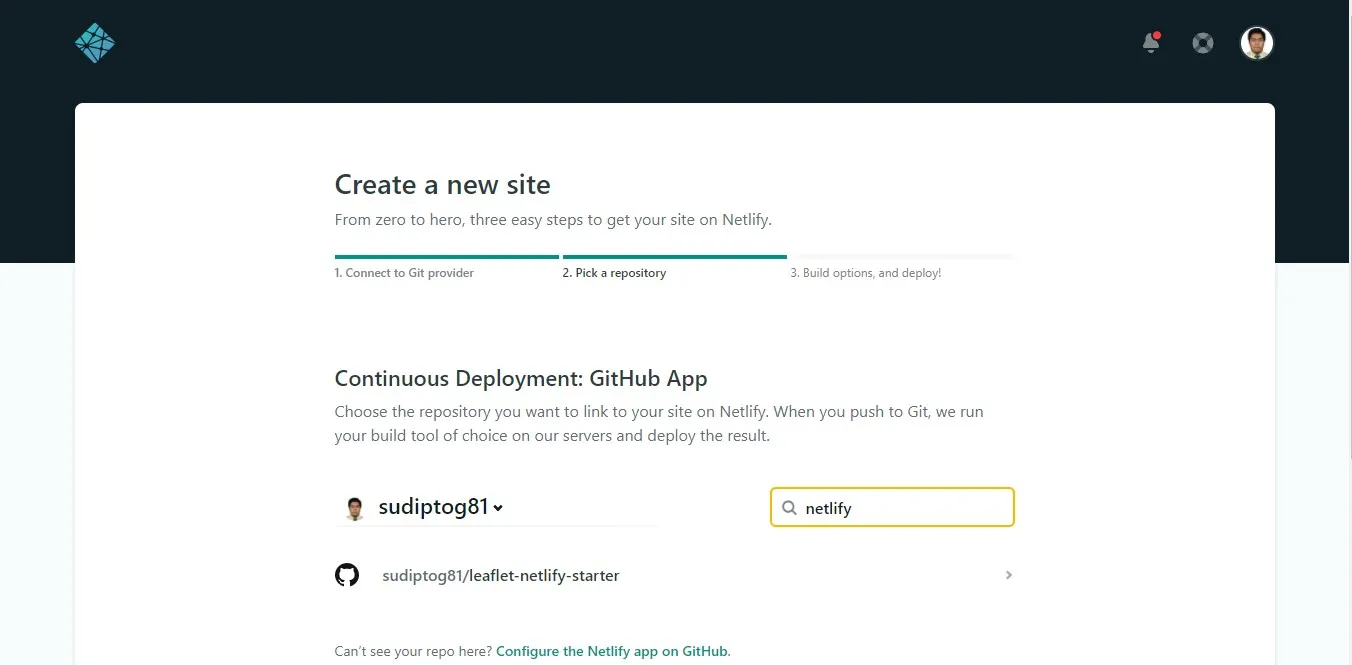 Create a new site
From zero to hero, three easy steps to get your site on Netlify.
1. Connect to Git provider
2. Pick a repository
3. Build options, and deploy!
Continuous Deployment: GitHub App
Choose the repository you want to link to your site on Netlify. When you push to Git, we run
your build tool of choice on our servers and deploy the result.
sudiptog81
netlify
sudiptog81/leaflet-netlify-starter
Can’t see your repo here? Configure the Netlify app on GitHub.